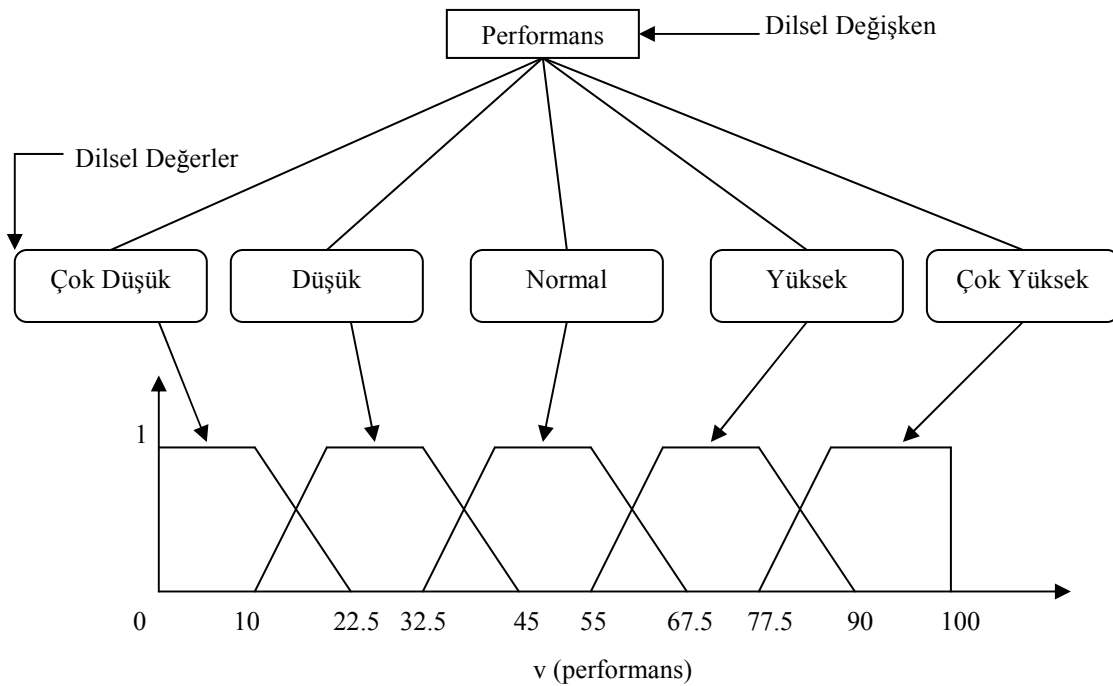 Performans
Dilsel Değişken
Dilsel Değerler
Çok Düşük
Düşük
Normal
Yüksek
Çok Yüksek
1
0 10 22.5 32.5 45 55 67.5 77.5 90 100
v (performans)